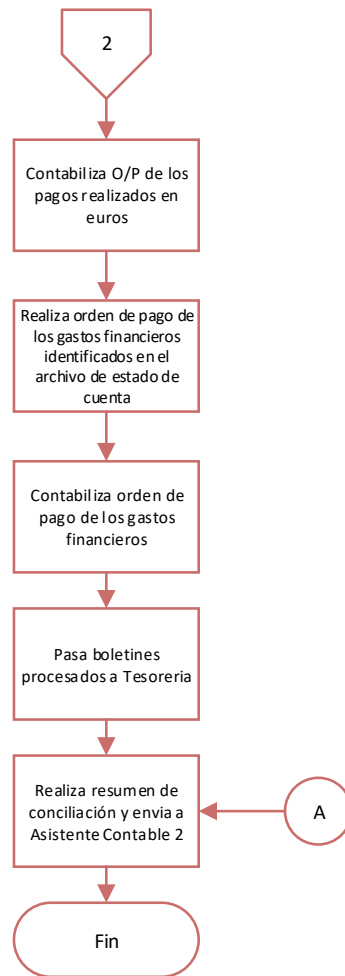 2
Contabiliza O/P de los
pagos realizados en
euros
Realiza orden de pago de
los gastos financieros
identificados en el
archivo de estado de
cuenta
Contabiliza orden de
pago de los gastos
financieros
Pasa boletines
procesados a Tesoreria
Realiza resumen de
conciliación y envia a
Asistente Contable 2
A
Fin